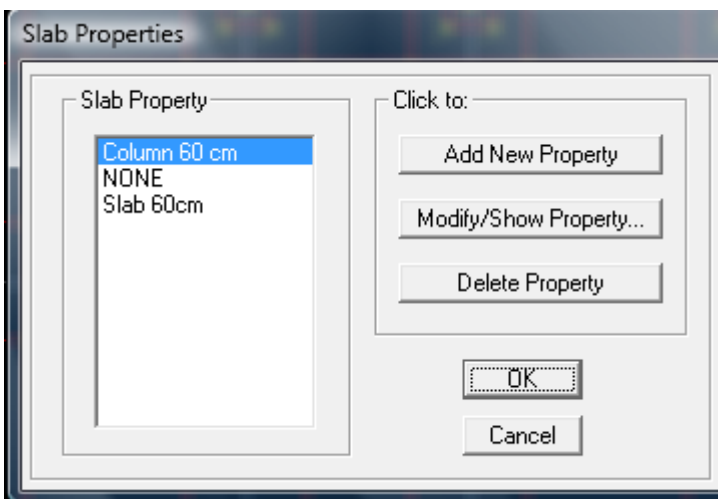 Slab Properties
Slab Property
Column 60 cm
NONE
Slab 60cm
Click to:
Add New Property
Modify/Show Property...
Delete Property
OK
Cancel